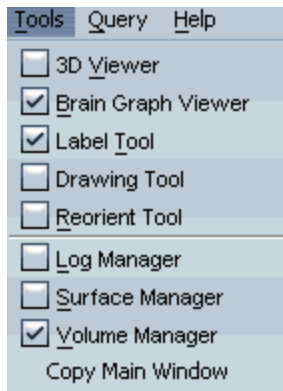 Tools Query Help
3D Viewer
Brain Graph Viewer
Label Tool
Drawing Tool
Reorient Tool
Log Manager
Surface Manager
Volume Manager
Copy Main Window